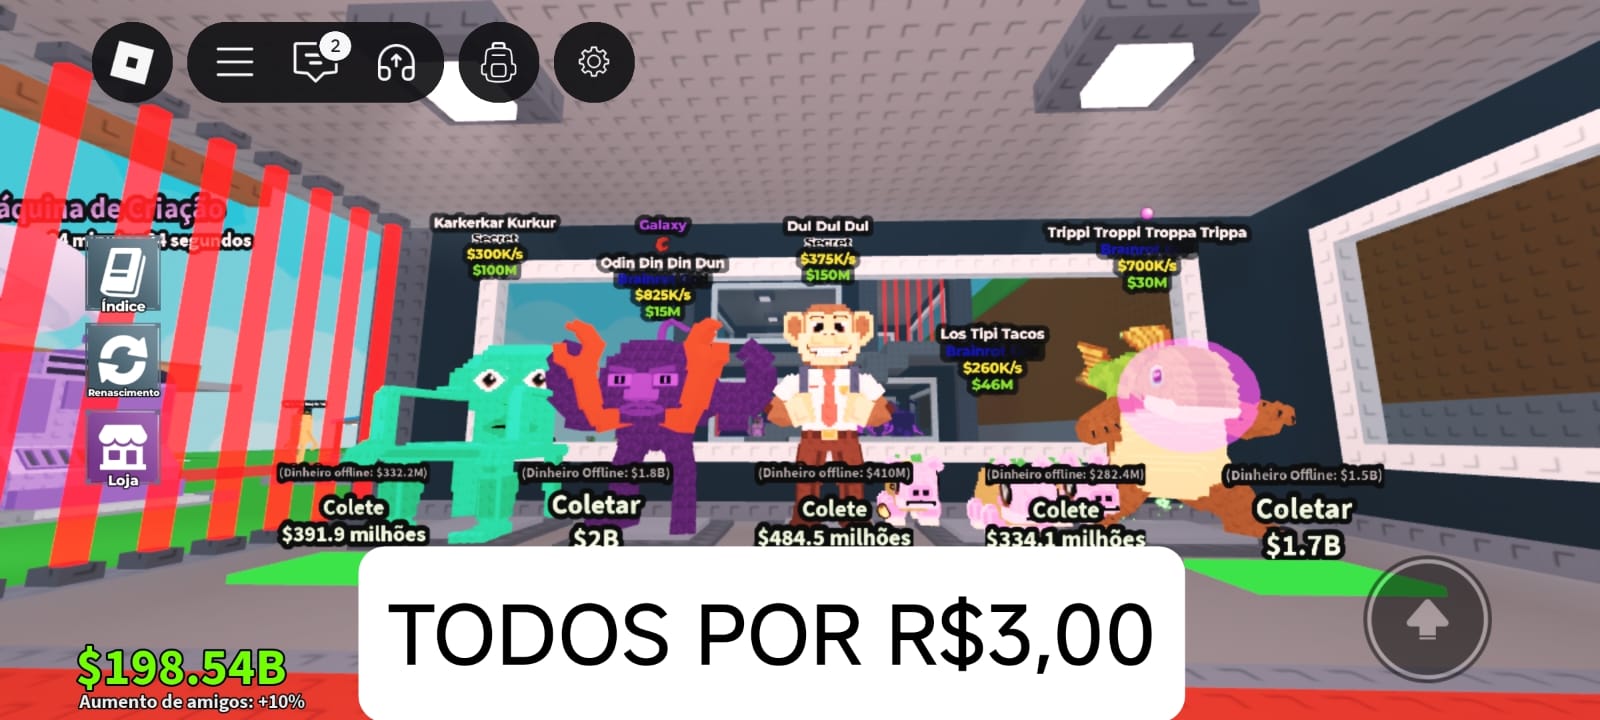 2
áquina de Criação
segundos
Índice
Renascimento
Loja
Karkerkar Kurkur
Secret
$300K/s
$100M
Galaxy
Odin Din Din Dun
Brainrot
$825K/s
$15M
Dul Dul Dul
Secret
$375K/s
$150M
Los Tipi Tacos
Brainrot
$260K/s
$46M
Trippi Troppi Troppa Trippa
Brainrot
$700K/s
$30M
(Dinheiro offline: $332.2M)
Colete
$391.9 milhões
(Dinheiro Offline: $1.8B)
Coletar
$2B
(Dinheiro offline: $410M)
Colete
$484.5 milhões
(Dinheiro offline: $282.4M)
Colete
$334.1 milhões
(Dinheiro Offline: $1.5B)
Coletar
$1.7B
TODOS POR R$3,00
$198.54B
Aumento de amigos: +10%